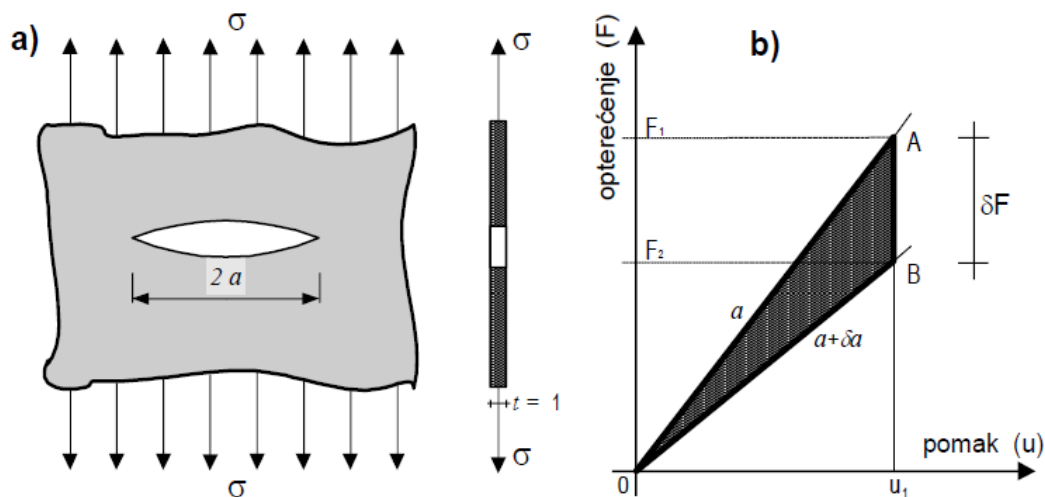 a)
σ
σ
2 a
t = 1
σ
σ
b)
opterećenje (F)
F₁
A
δF
F₂
B
a
a+δa
pomak (u)
0
u₁